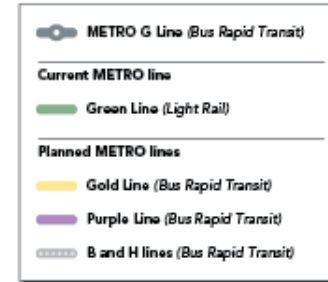 METRO G Line (Bus Rapid Transit)
Current METRO line
Green Line (Light Rail)
Planned METRO lines
Gold Line (Bus Rapid Transit)
Purple Line (Bus Rapid Transit)
B and H lines (Bus Rapid Transit)